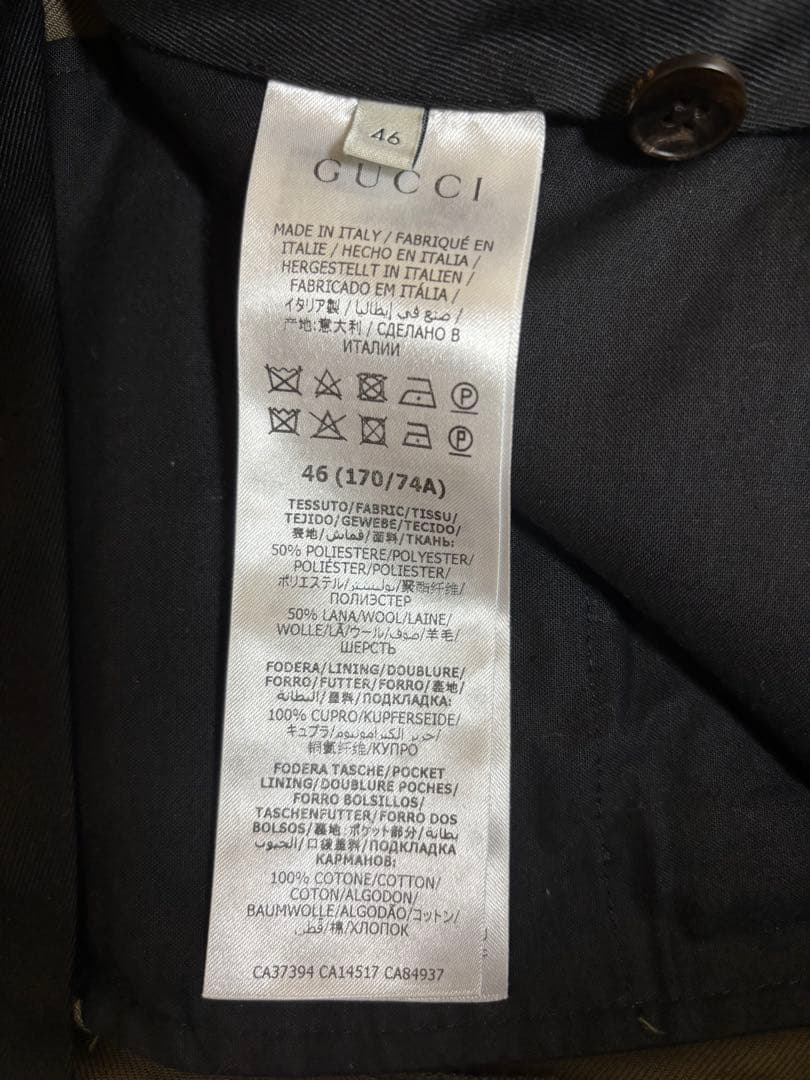 46
GUCCI
MADE IN ITALY / FABRIQUÉ EN
ITALIE / HECHO EN ITALIA /
HERGESTELLT IN ITALIEN /
FABRICADO EM ITÁLIA /
イタリア製 / صنع في إيطاليا /
产地:意大利 / СДЕЛАНО В
ИТАЛИИ
P
P
46 (170/74A)
TESSUTO/FABRIC/TISSU/
TEJIDO/GEWEBE/TECIDO/
表地/قماش/面料/ТКАНЬ:
50% POLIESTERE/POLYESTER/
POLIÉSTER/POLIESTER/
ポリエステル/بوليستر/聚酯纤维/
ПОЛИЭСТЕР
50% LANA/WOOL/LAINE/
WOLLE/LÃ/ウール/صوف/羊毛/
ШЕРСТЬ
FODERA/LINING/DOUBLURE/
FORRO/FUTTER/FORRO/裏地/
البطانة/里料/ПОДКЛАДКА:
100% CUPRO/KUPFERSEIDE/
キュプラ/حرير الكبرامونيوم/
铜氨纤维/КУПРО
FODERA TASCHE/POCKET
LINING/DOUBLURE POCHES/
FORRO BOLSILLOS/
TASCHENFUTTER/FORRO DOS
BOLSOS/裏地:ポケット部分/بطانة
الجيوب/口袋里料/ПОДКЛАДКА
КАРМАНОВ:
100% COTONE/COTTON/
COTON/ALGODON/
BAUMWOLLE/ALGODÃO/コットン/
قطن/棉/ХЛОПОК
CA37394 CA14517 CA84937